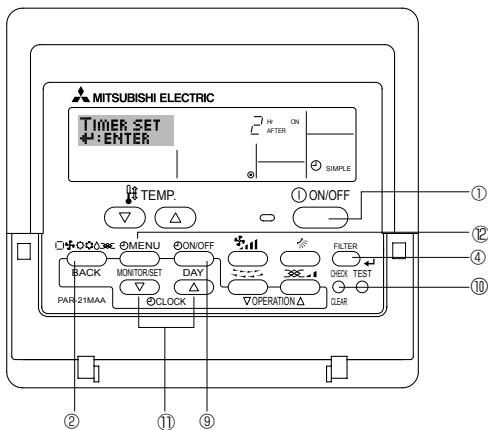 MITSUBISHI ELECTRIC
TIMER SET
↵:ENTER
2 Hr ON
AFTER
SIMPLE
TEMP.
ON/OFF
①
MENU
ON/OFF
FILTER
⑫
④
BACK
MONITOR/SET
DAY
CHECK
TEST
PAR-21MAA
CLOCK
▽OPERATION△
CLEAR
⑩
②
⑪
⑨